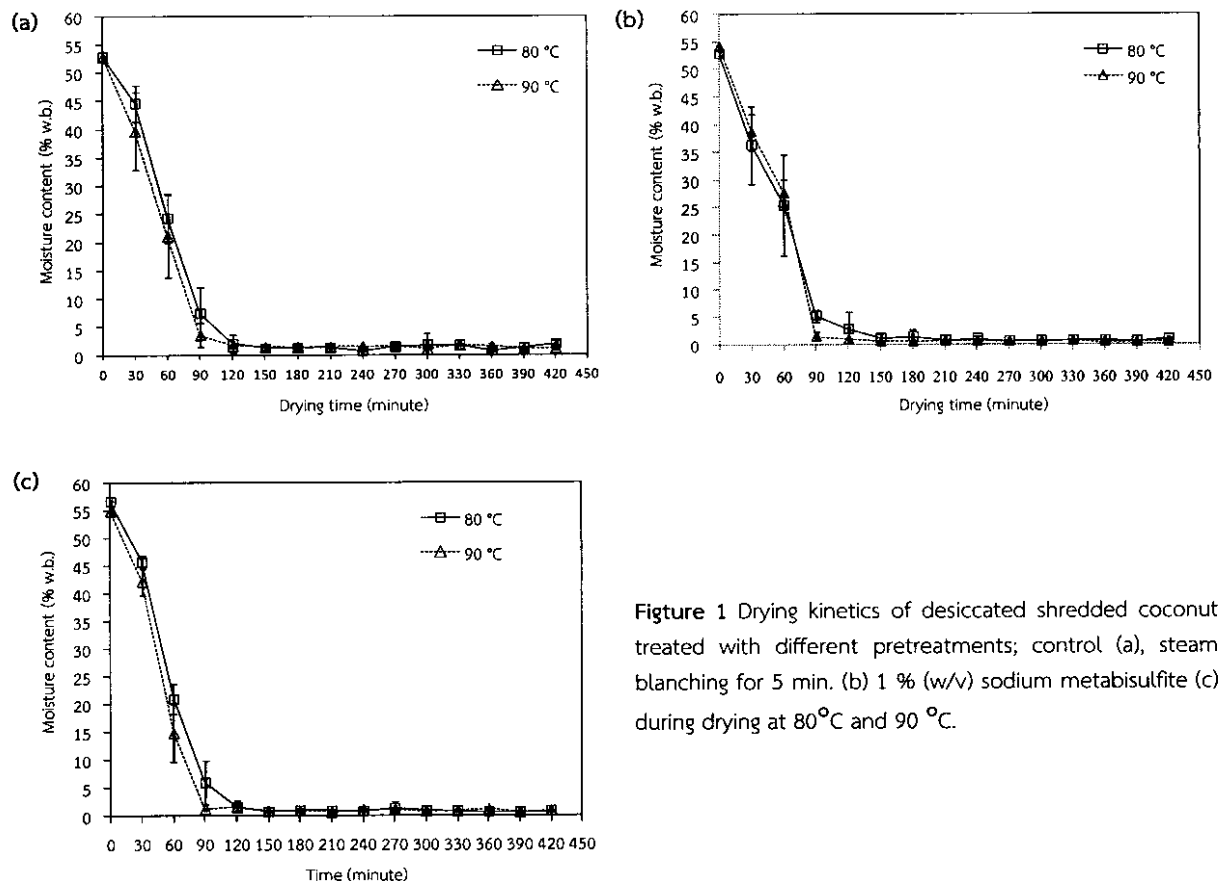 (a)
60
55
50
45
40
35
30
25
20
15
10
5
0
Moisture content (% w.b.)
80 °C
90 °C
0 30 60 90 120 150 180 210 240 270 300 330 360 390 420 450
Drying time (minute)
(b)
60
55
50
45
40
35
30
25
20
15
10
5
0
Moisture content (% w.b.)
80 °C
90 °C
0 30 60 90 120 150 180 210 240 270 300 330 360 390 420 450
Drying time (minute)
(c)
60
55
50
45
40
35
30
25
20
15
10
5
0
Moisture content (% w.b.)
80 °C
90 °C
0 30 60 90 120 150 180 210 240 270 300 330 360 390 420 450
Time (minute)
Figture 1 Drying kinetics of desiccated shredded coconut
treated with different pretreatments; control (a), steam
blanching for 5 min. (b) 1 % (w/v) sodium metabisulfite (c)
during drying at 80°C and 90 °C.